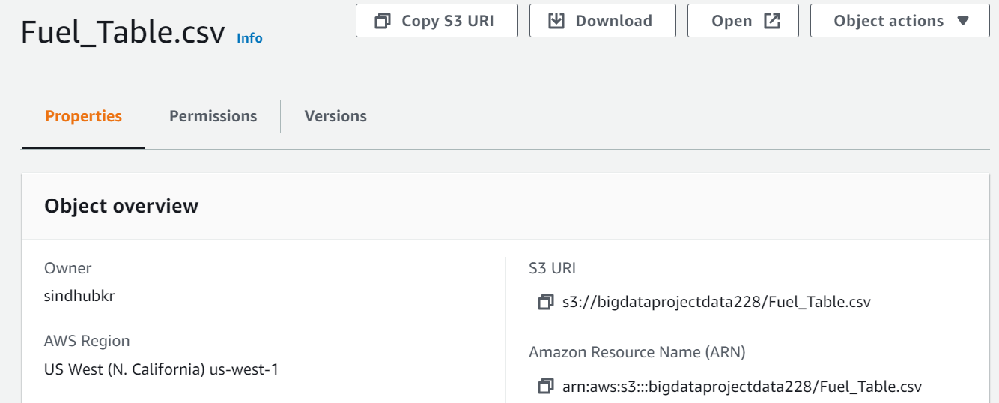 Fuel_Table.csv Info
Copy S3 URI
Download
Open
Object actions
Properties
Permissions
Versions
Object overview
Owner
sindhubkr
AWS Region
US West (N. California) us-west-1
S3 URI
s3://bigdataprojectdata228/Fuel_Table.csv
Amazon Resource Name (ARN)
arn:aws:s3:::bigdataprojectdata228/Fuel_Table.csv